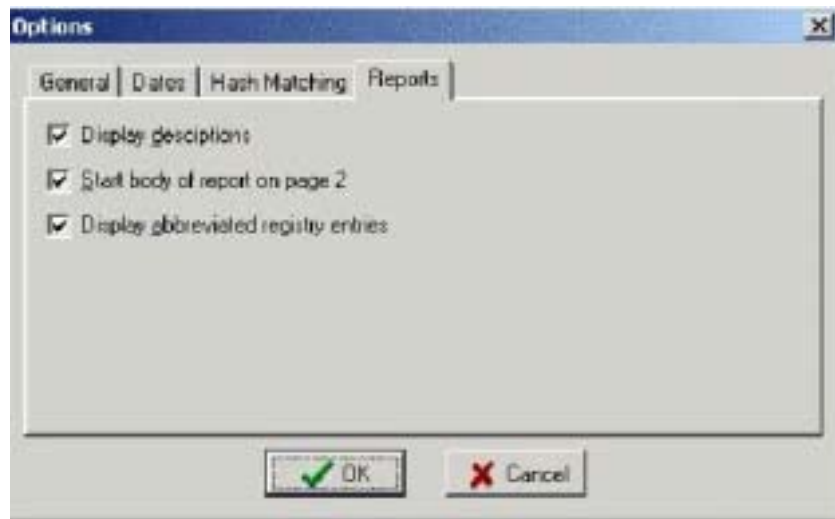 Options
General Dates Hash Matching Reports
Display desciptions
Start body of report on page 2
Display abbreviated registry entries
OK Cancel